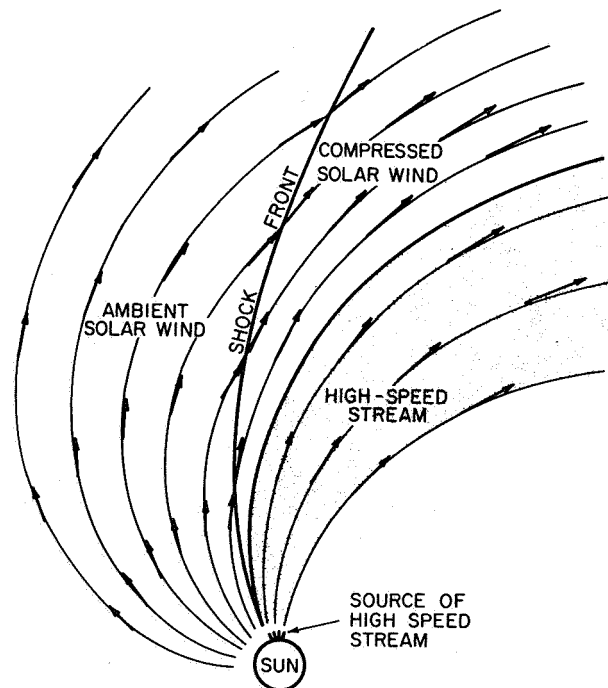 COMPRESSED
SOLAR WIND
SHOCK FRONT
AMBIENT
SOLAR WIND
HIGH-SPEED
STREAM
SOURCE OF
HIGH SPEED
STREAM
SUN